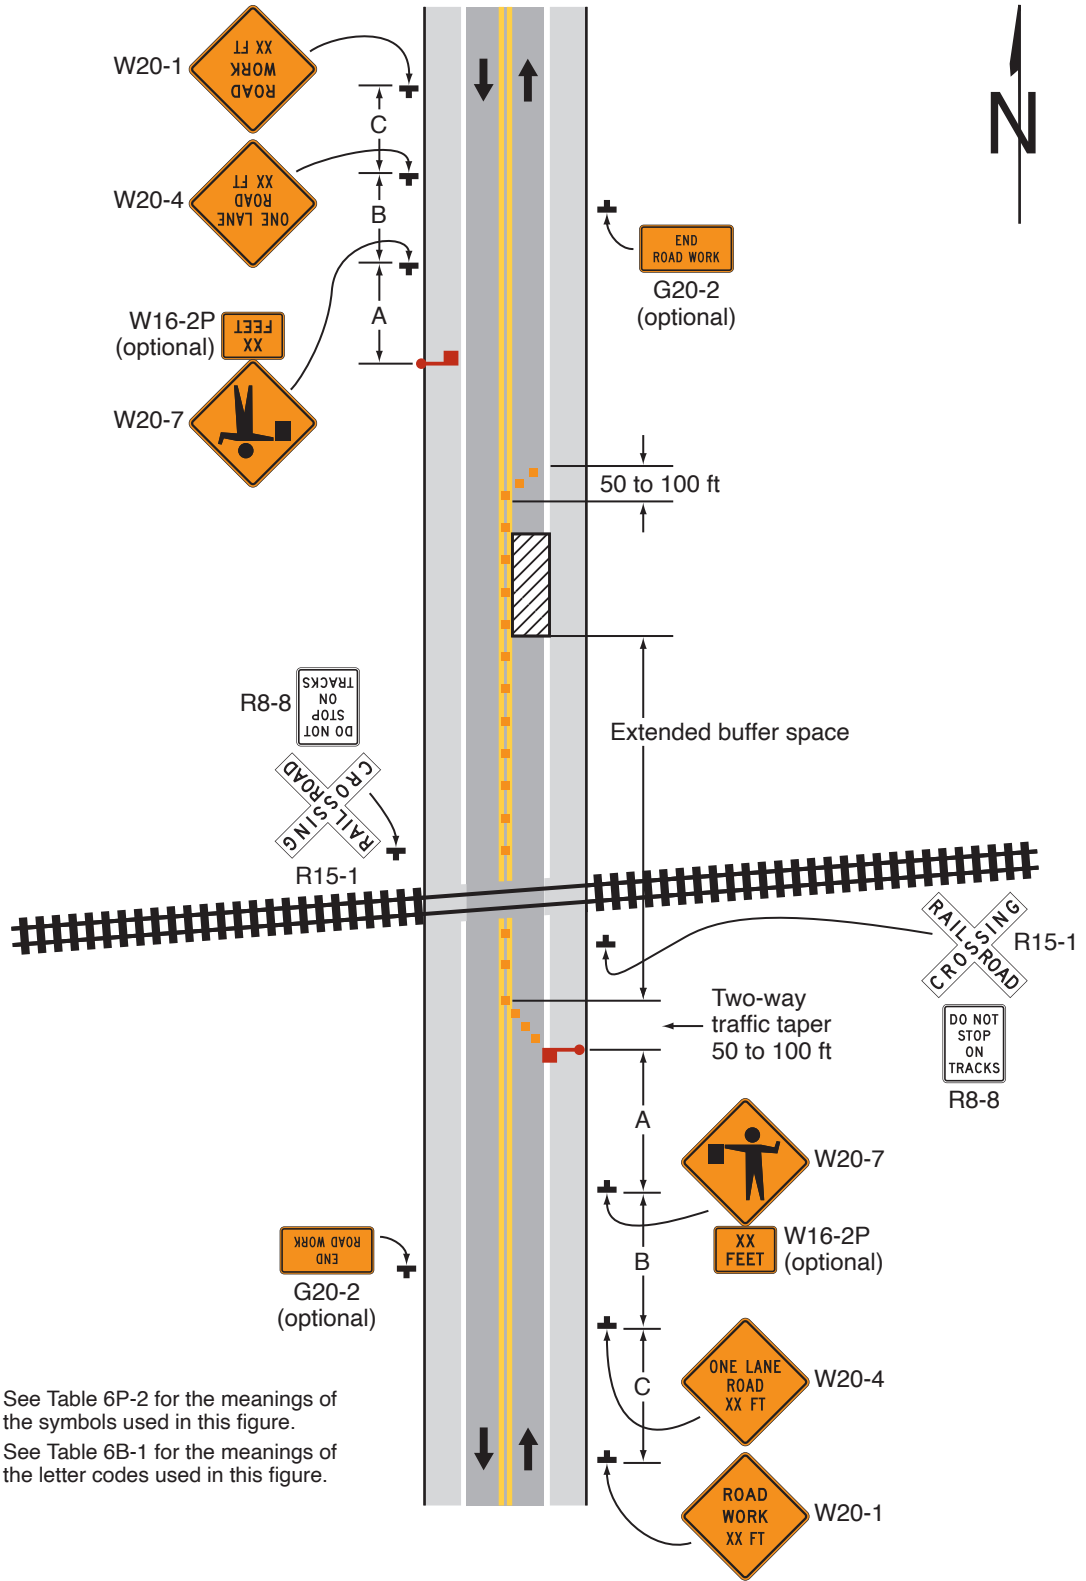 W20-1
XX FT
WORK
ROAD
C
W20-4
XX FT
ROAD
ONE LANE
B
W16-2P
(optional)
FEET
XX
A
W20-7
N
END
ROAD WORK
G20-2
(optional)
50 to 100 ft
R8-8
TRACKS
ON
STOP
DO NOT
Extended buffer space
RAILROAD
CROSSING
R15-1
RAILROAD
CROSSING
R15-1
DO NOT
STOP
ON
TRACKS
R8-8
Two-way
traffic taper
50 to 100 ft
A
W20-7
XX
FEET
W16-2P
(optional)
B
ROAD WORK
END
G20-2
(optional)
ONE LANE
ROAD
XX FT
W20-4
C
ROAD
WORK
XX FT
W20-1
See Table 6P-2 for the meanings of
the symbols used in this figure.
See Table 6B-1 for the meanings of
the letter codes used in this figure.